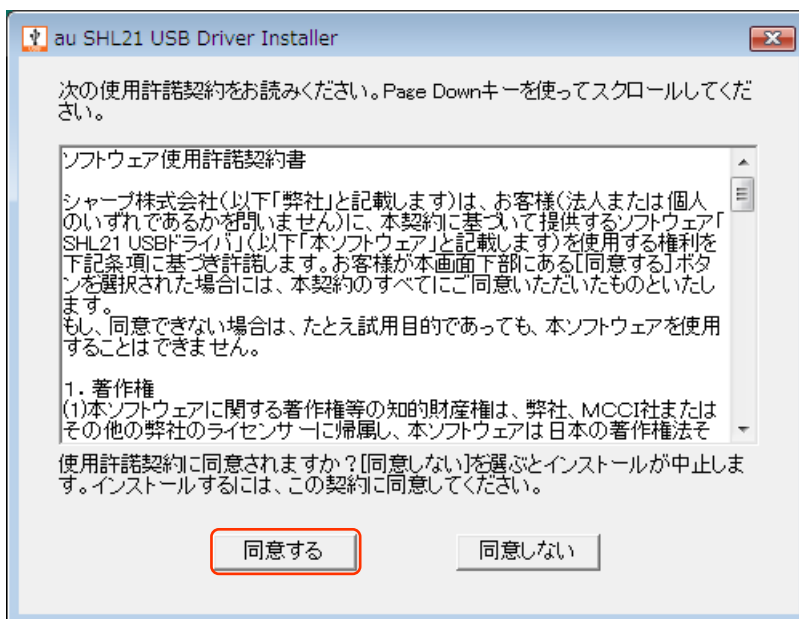 au SHL21 USB Driver Installer
次の使用許諾契約をお読みください。Page Downキーを使ってスクロールしてくだ
さい。
ソフトウェア使用許諾契約書
シャープ株式会社(以下「弊社」と記載します)は、お客様(法人または個人
のいずれであるかを問いません)に、本契約に基づいて提供するソフトウェア「
SHL21 USBドライバ」(以下「本ソフトウェア」と記載します)を使用する権利を
下記条項に基づき許諾します。お客様が本画面下部にある[同意する]ボタ
ンを選択された場合には、本契約のすべてにご同意いただいたものといたし
ます。
もし、同意できない場合は、たとえ試用目的であっても、本ソフトウェアを使用
することはできません。
1．著作権
(1)本ソフトウェアに関する著作権等の知的財産権は、弊社、MCCI社または
その他の弊社のライセンサーに帰属し、本ソフトウェアは日本の著作権法そ
使用許諾契約に同意されますか？[同意しない]を選ぶとインストールが中止しま
す。インストールするには、この契約に同意してください。
同意する
同意しない